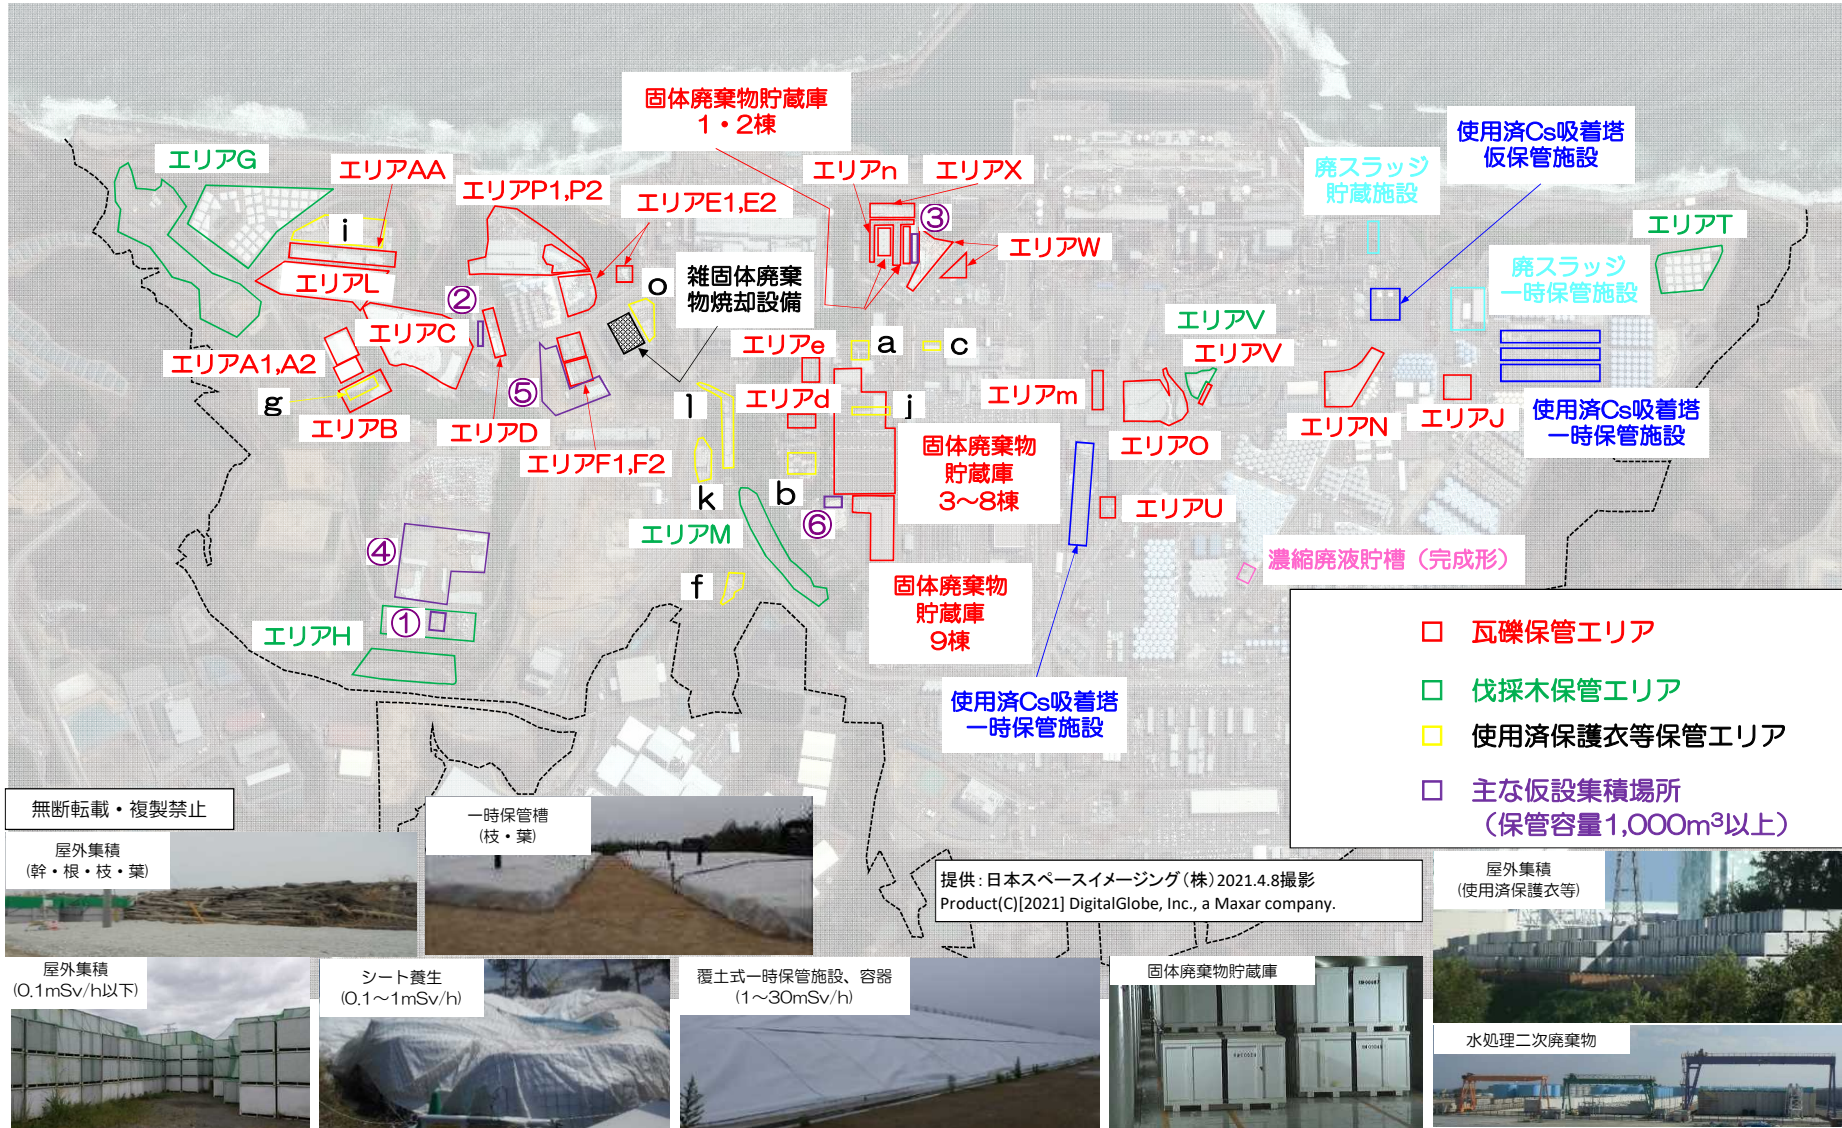 固体廃棄物貯蔵庫
1・2棟
使用済Cs吸着塔
仮保管施設
エリアG
エリアAA
エリアP1,P2
エリアE1,E2
エリアn
エリアX
廃スラッジ
貯蔵施設
エリアT
i
③
エリアW
エリアL
②
o
雑固体廃棄
物焼却設備
廃スラッジ
一時保管施設
エリアC
エリアV
エリアe
a
c
エリアV
エリアA1,A2
⑤
g
l
エリアd
j
エリアm
エリアB
エリアD
エリアF1,F2
エリアO
エリアN
エリアJ
使用済Cs吸着塔
一時保管施設
固体廃棄物
貯蔵庫
3～8棟
k
b
⑥
エリアU
エリアM
④
濃縮廃液貯槽（完成形）
f
固体廃棄物
貯蔵庫
9棟
①
エリアH
使用済Cs吸着塔
一時保管施設
瓦礫保管エリア
伐採木保管エリア
使用済保護衣等保管エリア
主な仮設集積場所
（保管容量1,000m³以上）
無断転載・複製禁止
屋外集積
(幹・根・枝・葉)
一時保管槽
(枝・葉)
提供：日本スペースイメージング（株）2021.4.8撮影
Product(C)[2021] DigitalGlobe, Inc., a Maxar company.
屋外集積
(使用済保護衣等)
屋外集積
(0.1mSv/h以下)
シート養生
(0.1～1mSv/h)
覆土式一時保管施設、容器
(1～30mSv/h)
固体廃棄物貯蔵庫
水処理二次廃棄物